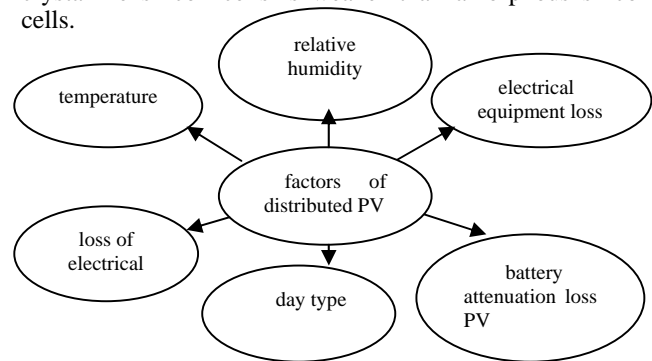 cells.
relative
humidity
temperature
electrical
equipment loss
factors of
distributed PV
loss of
electrical
day type
battery
attenuation loss
PV